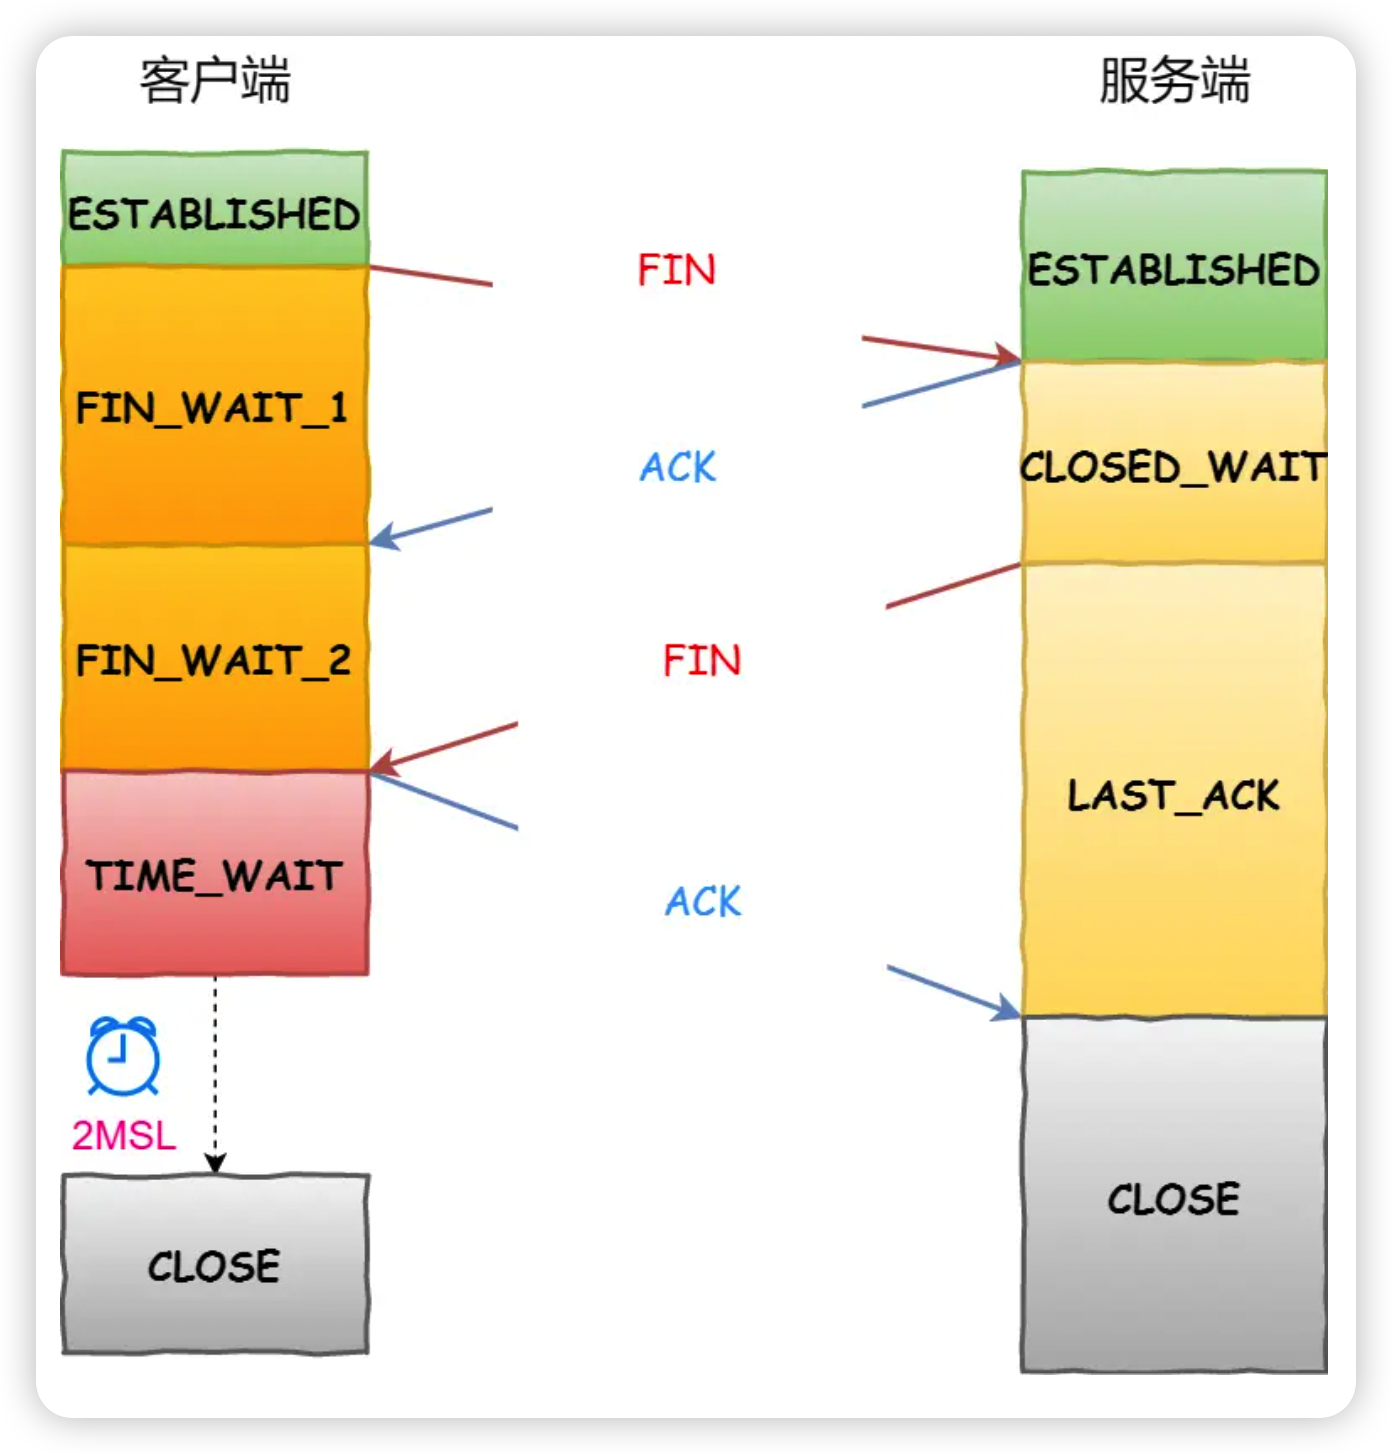 客户端
服务端
ESTABLISHED
ESTABLISHED
FIN
FIN_WAIT_1
ACK
CLOSED_WAIT
FIN_WAIT_2
FIN
LAST_ACK
TIME_WAIT
ACK
2MSL
CLOSE
CLOSE